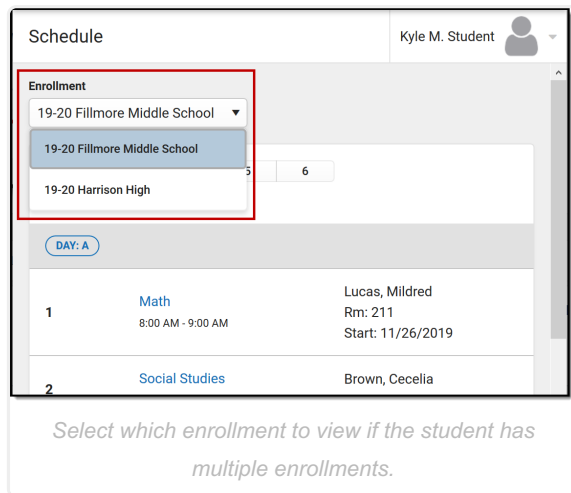 Schedule
Kyle M. Student
Enrollment
19-20 Fillmore Middle School
19-20 Fillmore Middle School
19-20 Harrison High
6
DAY: A
1
Math
8:00 AM - 9:00 AM
Lucas, Mildred
Rm: 211
Start: 11/26/2019
2
Social Studies
Brown, Cecelia
Select which enrollment to view if the student has
multiple enrollments.